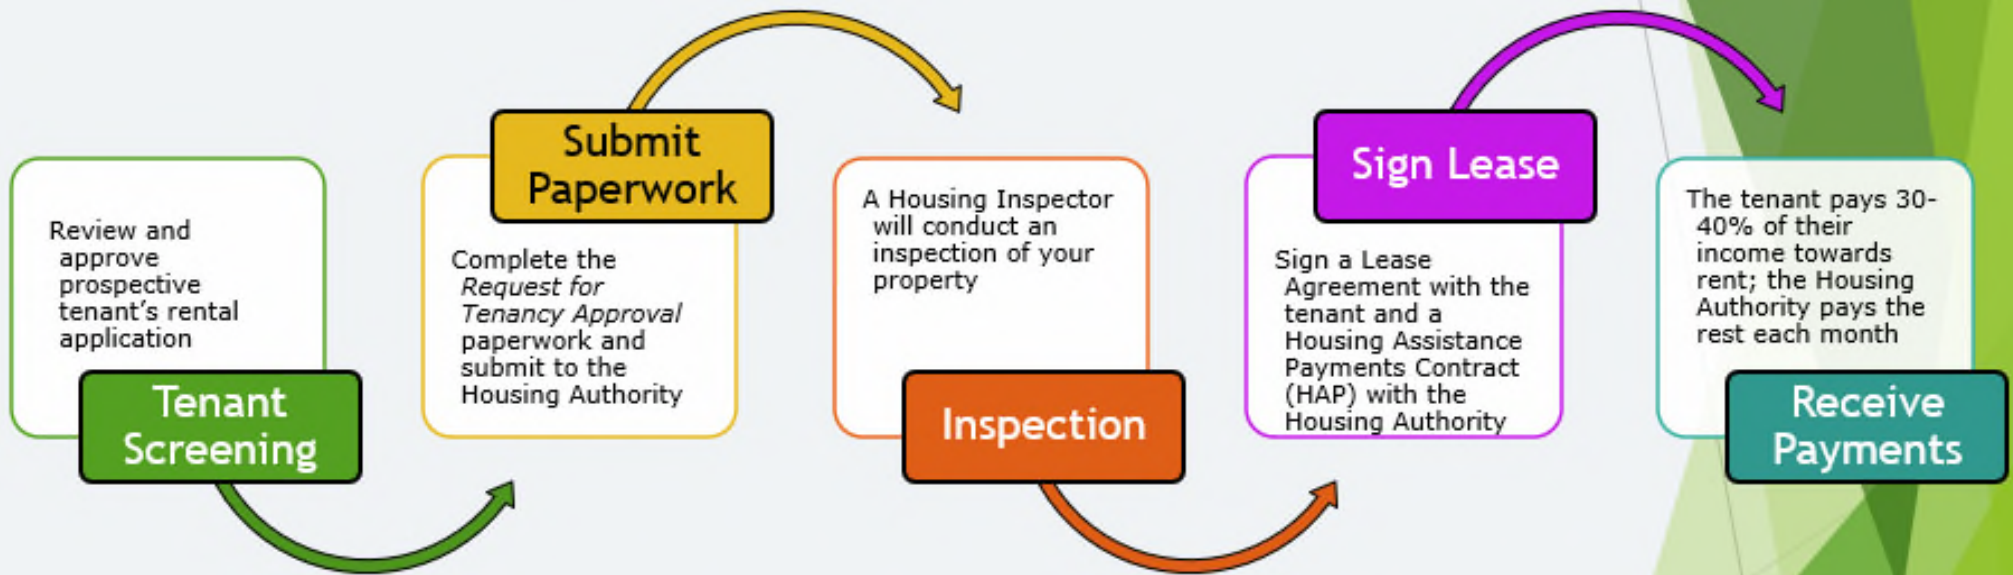 Review and
approve
prospective
tenant’s rental
application
Tenant
Screening
Submit
Paperwork
Complete the
Request for
Tenancy Approval
paperwork and
submit to the
Housing Authority
A Housing Inspector
will conduct an
inspection of your
property
Inspection
Sign Lease
Sign a Lease
Agreement with the
tenant and a
Housing Assistance
Payments Contract
(HAP) with the
Housing Authority
The tenant pays 30-
40% of their
income towards
rent; the Housing
Authority pays the
rest each month
Receive
Payments